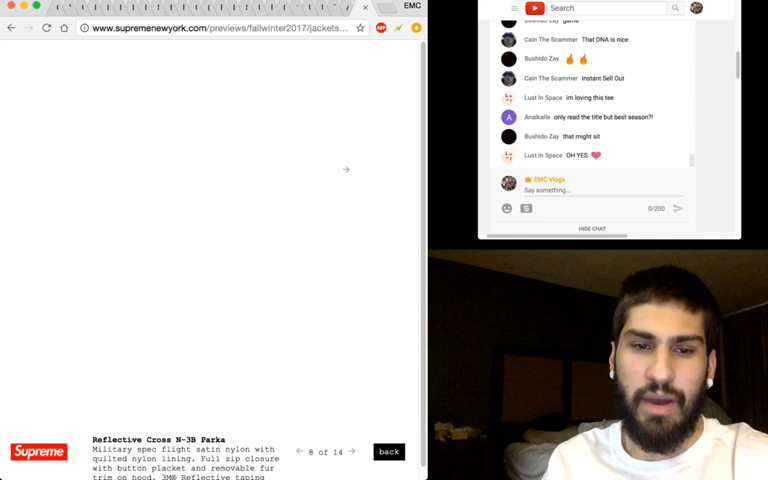 EMC
www.supremenewyork.com/previews/fallwinter2017/jackets...
ABP
Search
game
Cain The Scammer That DNA is nice
Bushido Zay 🔥 🔥
Cain The Scammer Instant Sell Out
Lust In Space im loving this tee
A Analkalle only read the title but best season?!
Bushido Zay that might sit
Lust In Space OH YES
EMC Vlogs
Say something...
0/200
HIDE CHAT
Supreme
Reflective Cross N-3B Parka
Military spec flight satin nylon with
quilted nylon lining. Full zip closure
with button placket and removable fur
trim on hood. 3M® Reflective taping
8 of 14
back